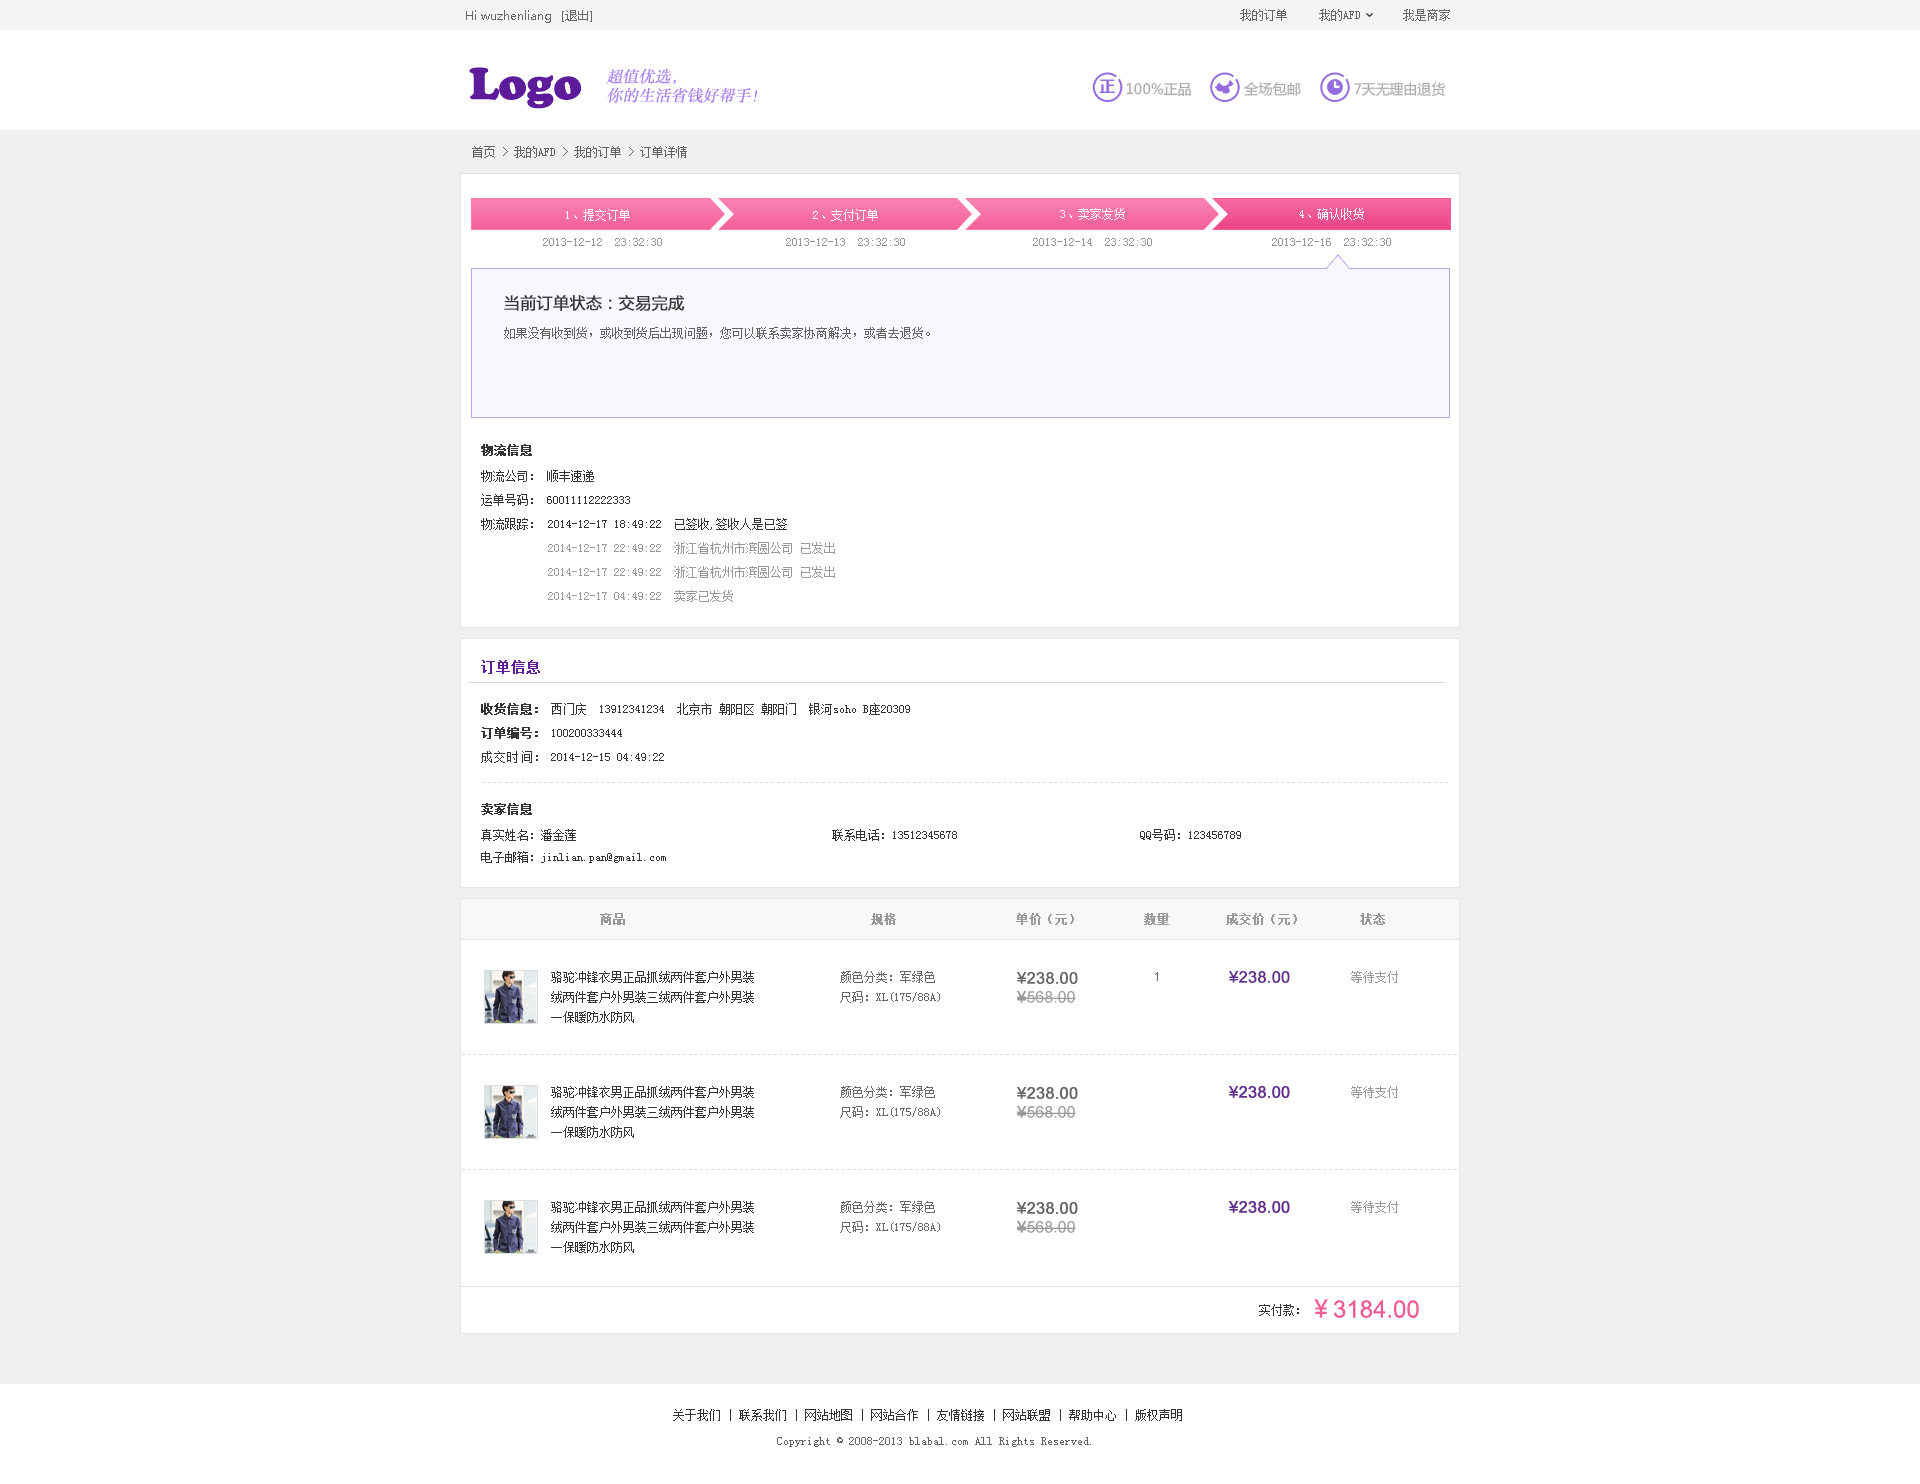 Hi wuzhenliang [退出]
我的订单 我的AFD 我是商家
Logo
超值优选，
你的生活省钱好帮手！
正 100%正品 全场包邮 7天无理由退货
首页 > 我的AFD > 我的订单 > 订单详情
1、提交订单 2、支付订单 3、卖家发货 4、确认收货
2013-12-12 23:32:30 2013-12-13 23:32:30 2013-12-14 23:32:30 2013-12-16 23:32:30
当前订单状态：交易完成
如果没有收到货，或收到货后出现问题，您可以联系卖家协商解决，或者去退货。
物流信息
物流公司： 顺丰速递
运单号码： 60011112222333
物流跟踪： 2014-12-17 18:49:22 已签收,签收人是已签
2014-12-17 22:49:22 浙江省杭州市滨圆公司 已发出
2014-12-17 22:49:22 浙江省杭州市滨圆公司 已发出
2014-12-17 04:49:22 卖家已发货
订单信息
收货信息： 西门庆 13912341234 北京市 朝阳区 朝阳门 银河soho B座20309
订单编号： 100200333444
成交时间： 2014-12-15 04:49:22
卖家信息
真实姓名：潘金莲 联系电话：13512345678 QQ号码：123456789
电子邮箱：jinlian.pan@gmail.com
商品 规格 单价（元） 数量 成交价（元） 状态
骆驼冲锋衣男正品抓绒两件套户外男装 颜色分类：军绿色 ¥238.00 1 ¥238.00 等待支付
绒两件套户外男装三绒两件套户外男装 尺码：XL(175/88A) ¥568.00
一保暖防水防风
骆驼冲锋衣男正品抓绒两件套户外男装 颜色分类：军绿色 ¥238.00 ¥238.00 等待支付
绒两件套户外男装三绒两件套户外男装 尺码：XL(175/88A) ¥568.00
一保暖防水防风
骆驼冲锋衣男正品抓绒两件套户外男装 颜色分类：军绿色 ¥238.00 ¥238.00 等待支付
绒两件套户外男装三绒两件套户外男装 尺码：XL(175/88A) ¥568.00
一保暖防水防风
实付款： ¥ 3184.00
关于我们 | 联系我们 | 网站地图 | 网站合作 | 友情链接 | 网站联盟 | 帮助中心 | 版权声明
Copyright © 2008-2013 blabal.com All Rights Reserved.